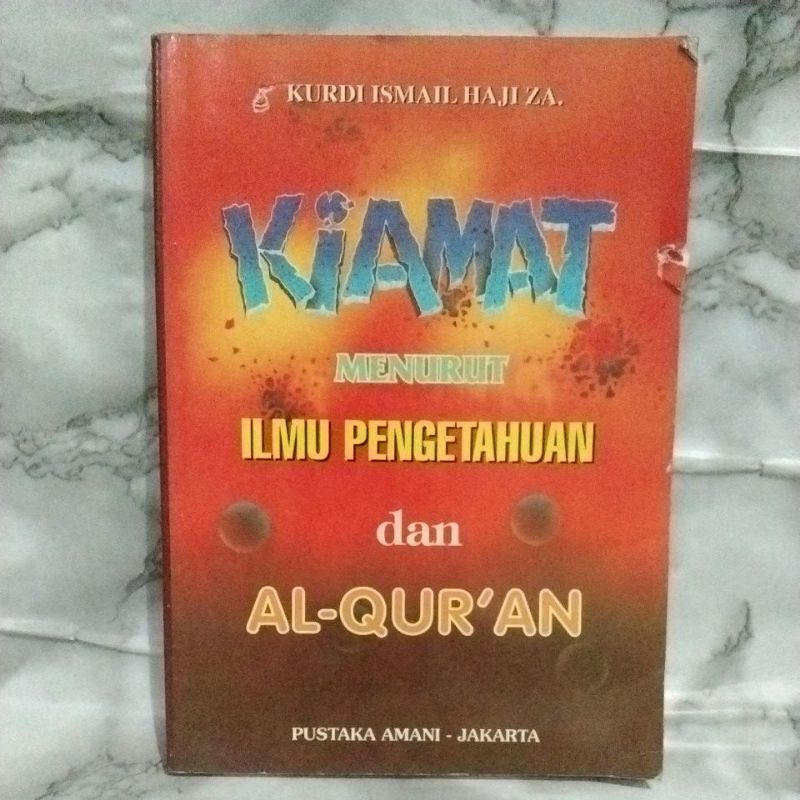 KURDI ISMAIL HAJI ZA.
KiAMAT
MENURUT
ILMU PENGETAHUAN
dan
AL-QUR'AN
PUSTAKA AMANI - JAKARTA